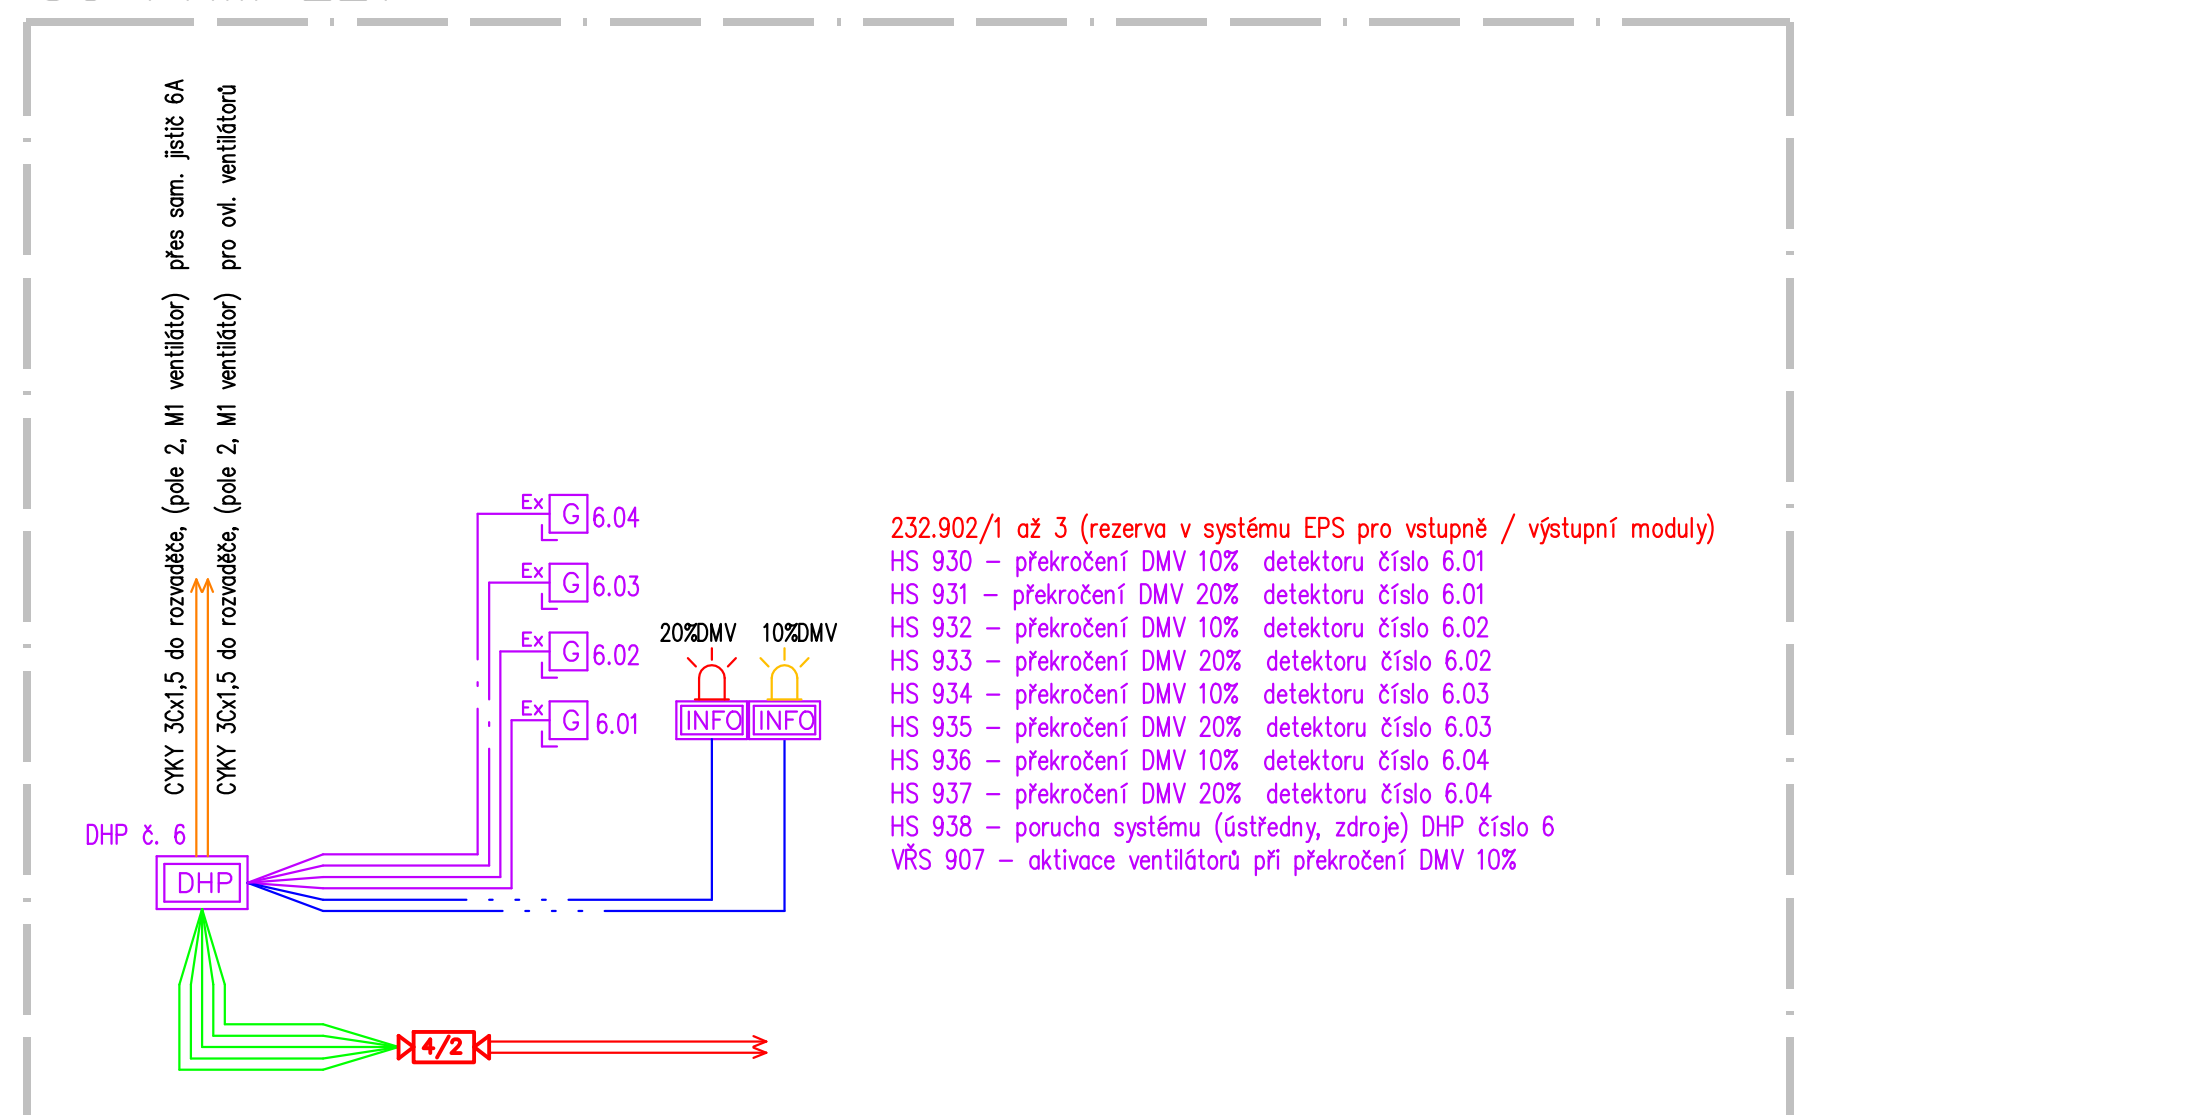 CYKY 3Cx1,5 do rozvaděče, (pole 2, M1 ventilátor) přes sam. jistič 6A
CYKY 3Cx1,5 do rozvaděče, (pole 2, M1 ventilátor) pro ovl. ventilátorů
Ex G 6.04
Ex G 6.03
Ex G 6.02
Ex G 6.01
20%DMV 10%DMV
INFO INFO
232.902/1 až 3 (rezerva v systému EPS pro vstupně / výstupní moduly)
HS 930 – překročení DMV 10% detektoru číslo 6.01
HS 931 – překročení DMV 20% detektoru číslo 6.01
HS 932 – překročení DMV 10% detektoru číslo 6.02
HS 933 – překročení DMV 20% detektoru číslo 6.02
HS 934 – překročení DMV 10% detektoru číslo 6.03
HS 935 – překročení DMV 20% detektoru číslo 6.03
HS 936 – překročení DMV 10% detektoru číslo 6.04
HS 937 – překročení DMV 20% detektoru číslo 6.04
HS 938 – porucha systému (ústředny, zdroje) DHP číslo 6
VŘS 907 – aktivace ventilátorů při překročení DMV 10%
DHP č. 6
DHP
4/2